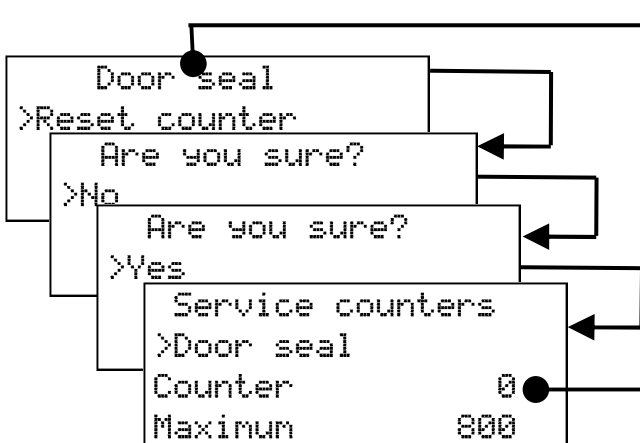 Door seal
>Reset counter
Are you sure?
>No
Are you sure?
>Yes
Service counters
>Door seal
Counter 0
Maximum 800